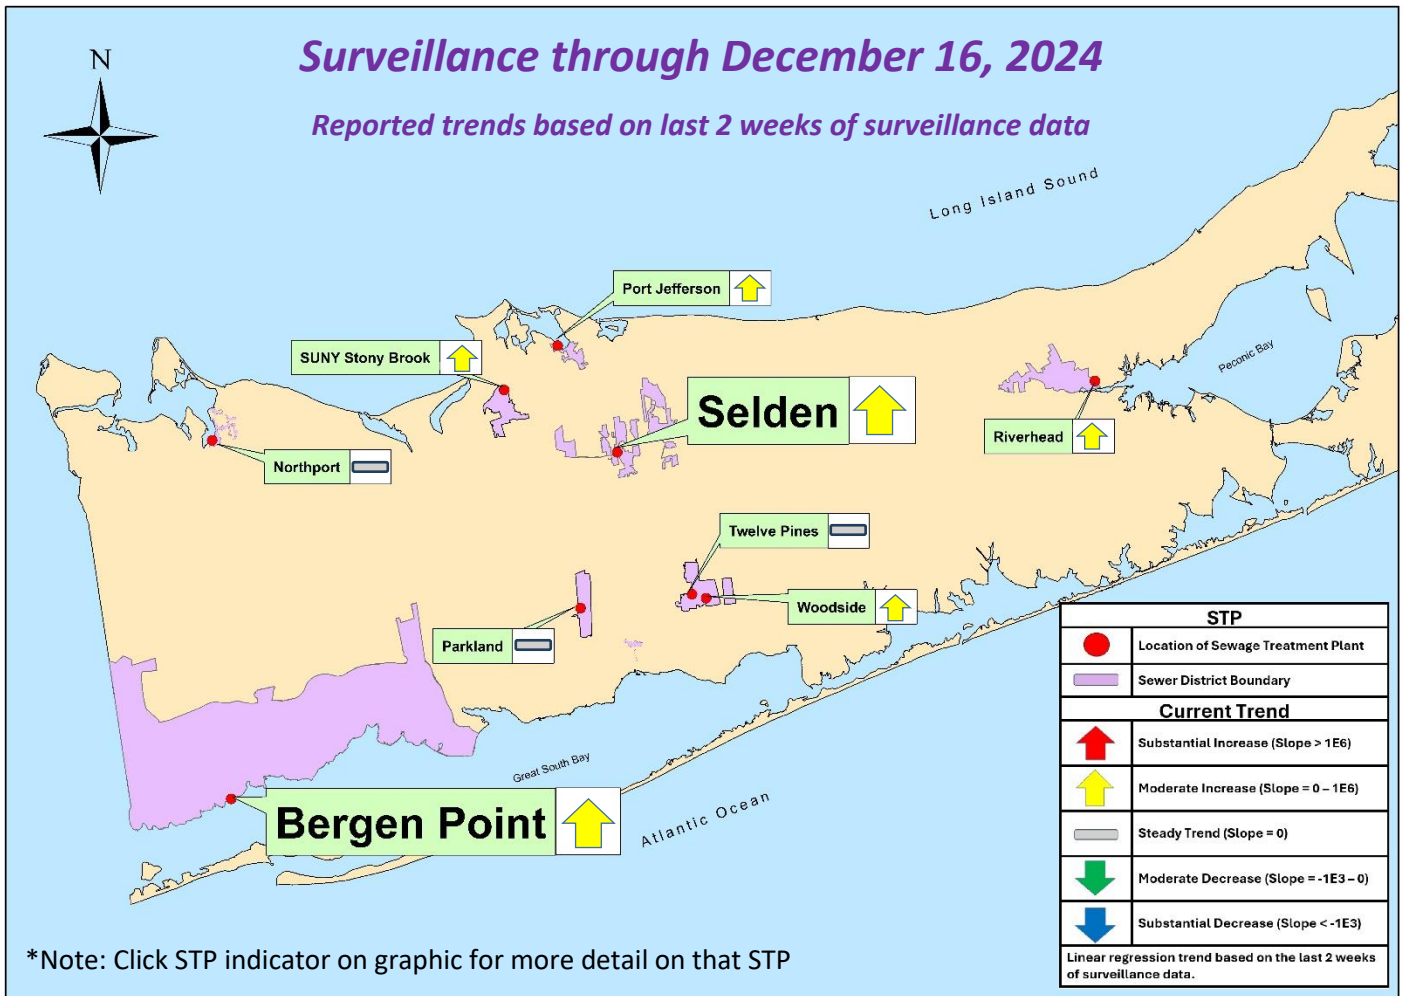 Surveillance through December 16, 2024
Reported trends based on last 2 weeks of surveillance data
N
Long Island Sound
Port Jefferson
SUNY Stony Brook
Peconic Bay
Selden
Riverhead
Northport
Twelve Pines
Woodside
Parkland
Great South Bay
Bergen Point
Atlantic Ocean
STP
Location of Sewage Treatment Plant
Sewer District Boundary
Current Trend
Substantial Increase (Slope > 1E6)
Moderate Increase (Slope = 0 – 1E6)
Steady Trend (Slope = 0)
Moderate Decrease (Slope = -1E3 – 0)
Substantial Decrease (Slope < -1E3)
Linear regression trend based on the last 2 weeks
of surveillance data.
*Note: Click STP indicator on graphic for more detail on that STP